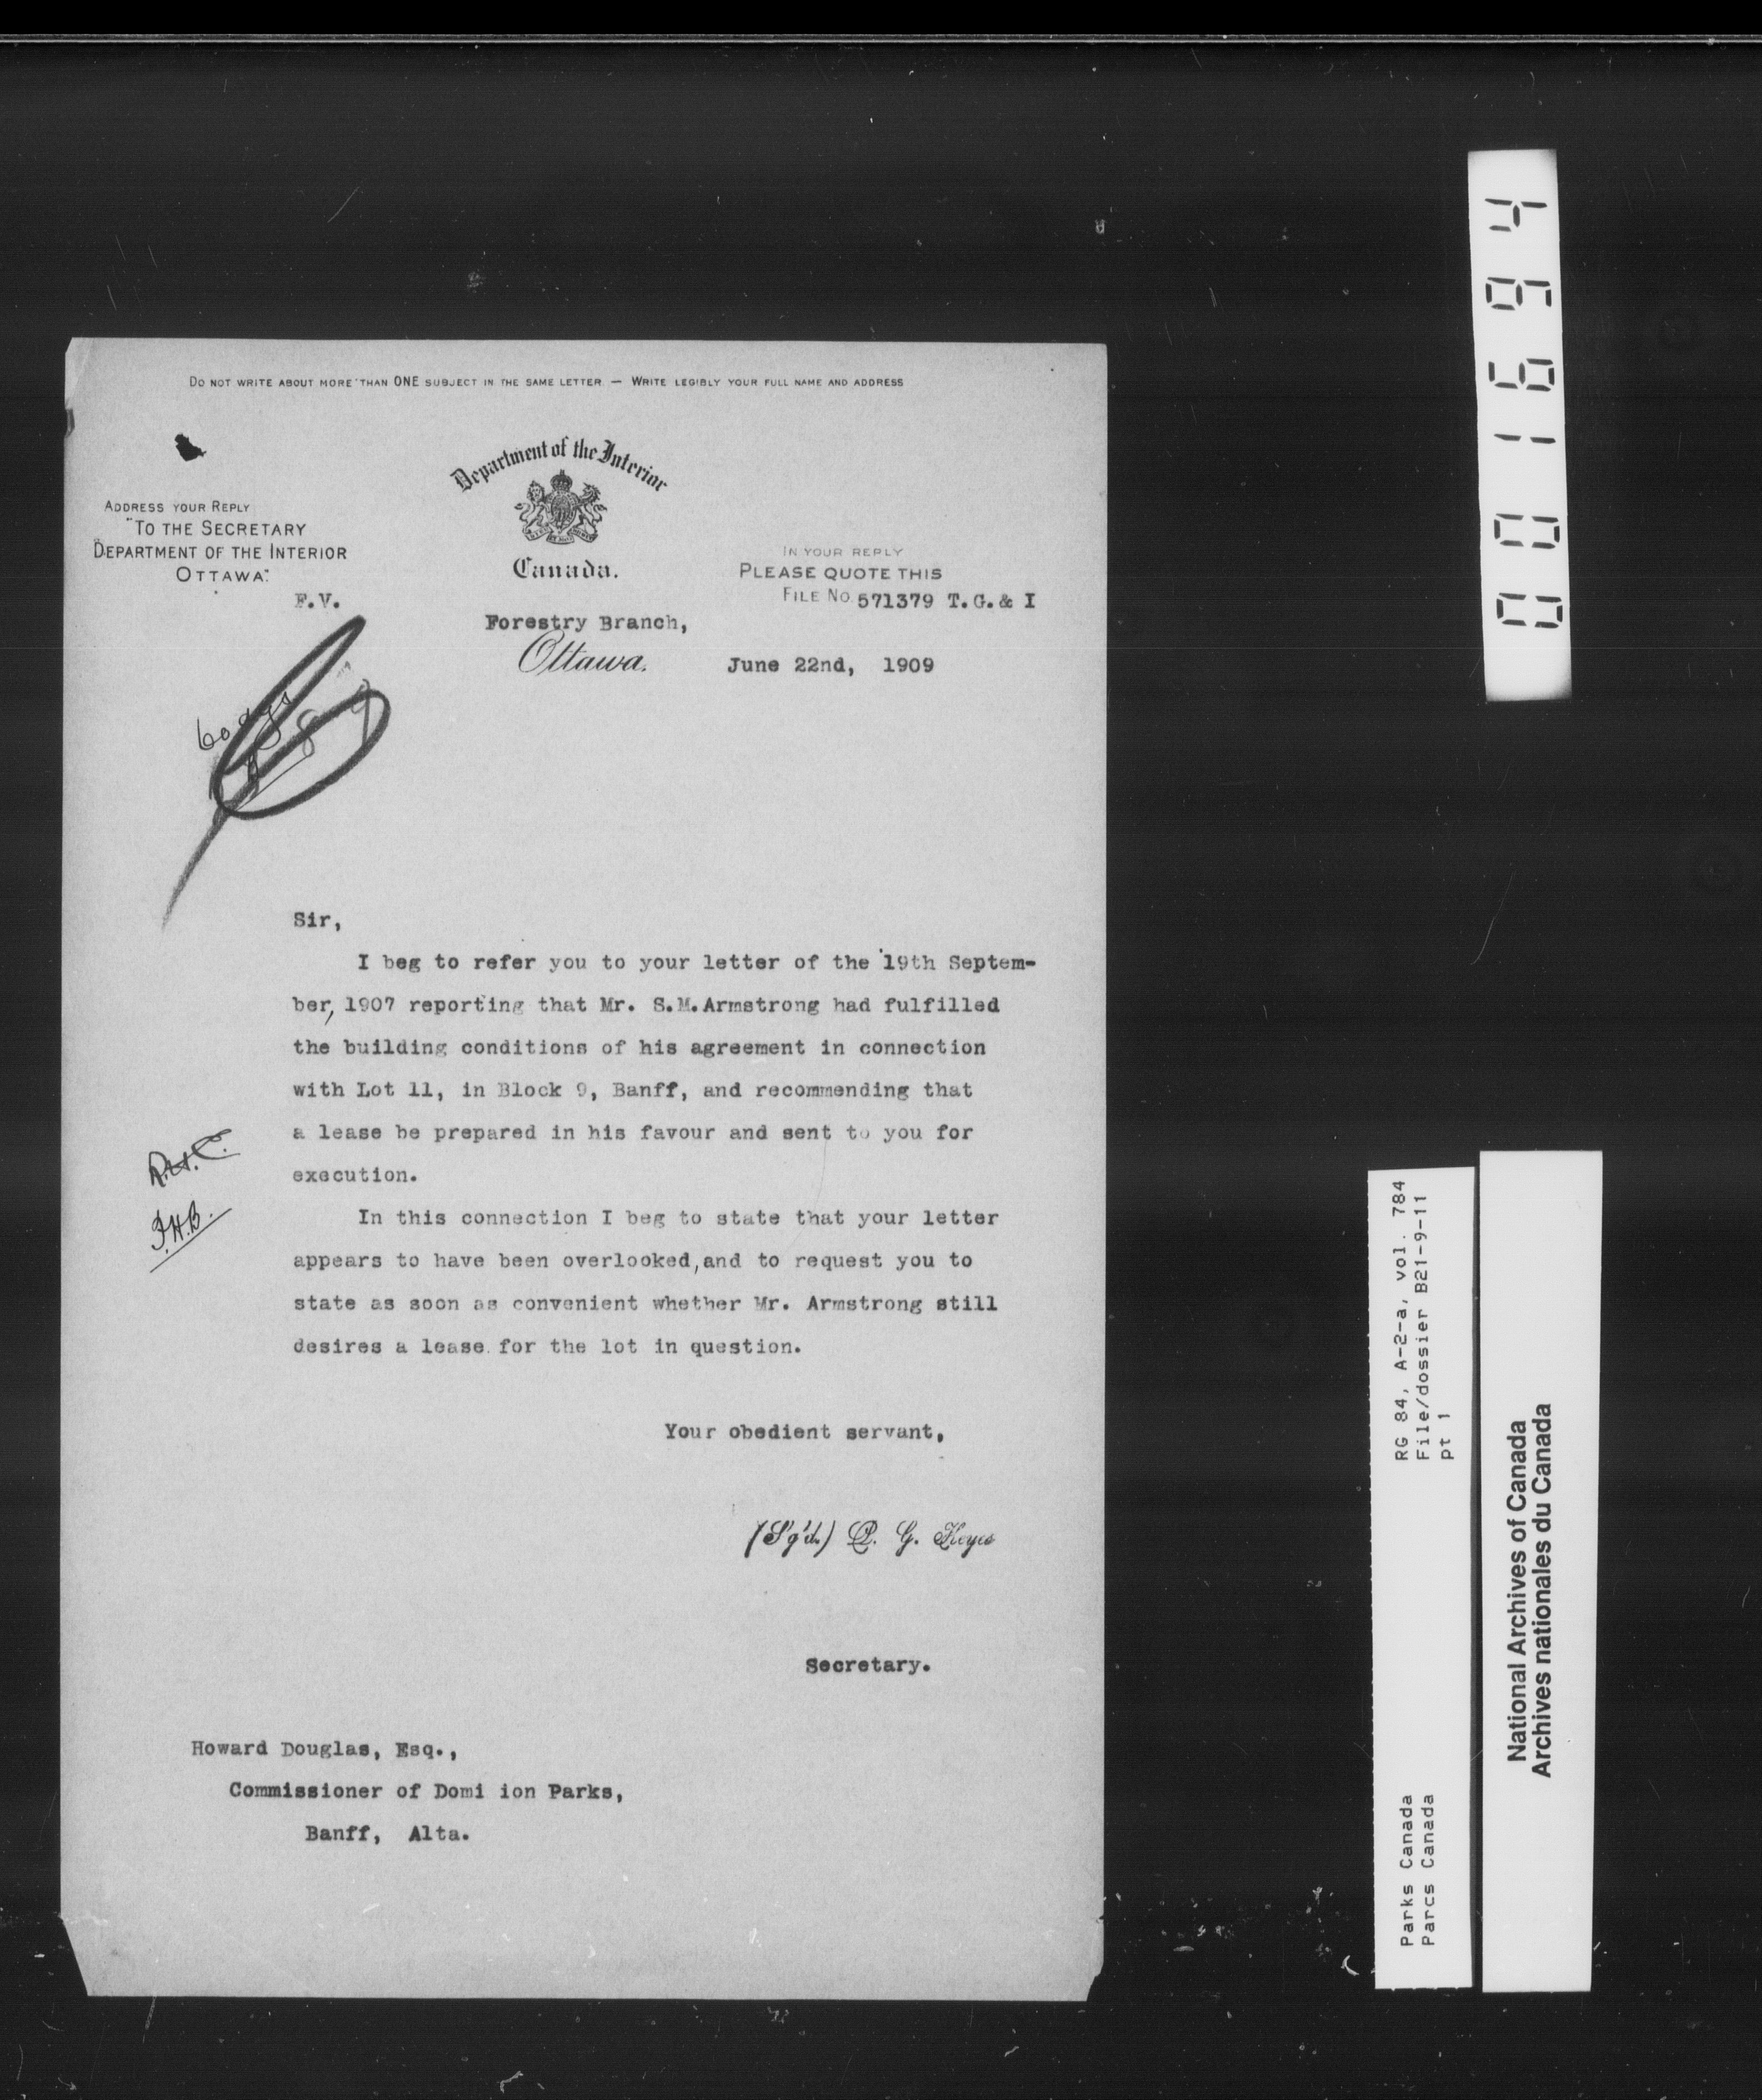 DO NOT WRITE ABOUT MORE THAN ONE SUBJECT IN THE SAME LETTER — WRITE LEGIBLY YOUR FULL NAME AND ADDRESS
Department of the Interior
Canada.
ADDRESS YOUR REPLY
"TO THE SECRETARY
DEPARTMENT OF THE INTERIOR
OTTAWA."
F.V.
IN YOUR REPLY
PLEASE QUOTE THIS
FILE NO. 571379 T.G.& I
Forestry Branch,
Ottawa. June 22nd, 1909
Sir,
I beg to refer you to your letter of the 19th Septem-
ber, 1907 reporting that Mr. S.M.Armstrong had fulfilled
the building conditions of his agreement in connection
with Lot 11, in Block 9, Banff, and recommending that
a lease be prepared in his favour and sent to you for
execution.
In this connection I beg to state that your letter
appears to have been overlooked,and to request you to
state as soon as convenient whether Mr. Armstrong still
desires a lease for the lot in question.
Your obedient servant,
(S'g'd.) P. G. Keyes
Secretary.
Howard Douglas, Esq.,
Commissioner of Domi ion Parks,
Banff, Alta.
RG 84, A-2-a, vol. 784
File/dossier B21-9-11
pt 1
Parks Canada
Parcs Canada
National Archives of Canada
Archives nationales du Canada